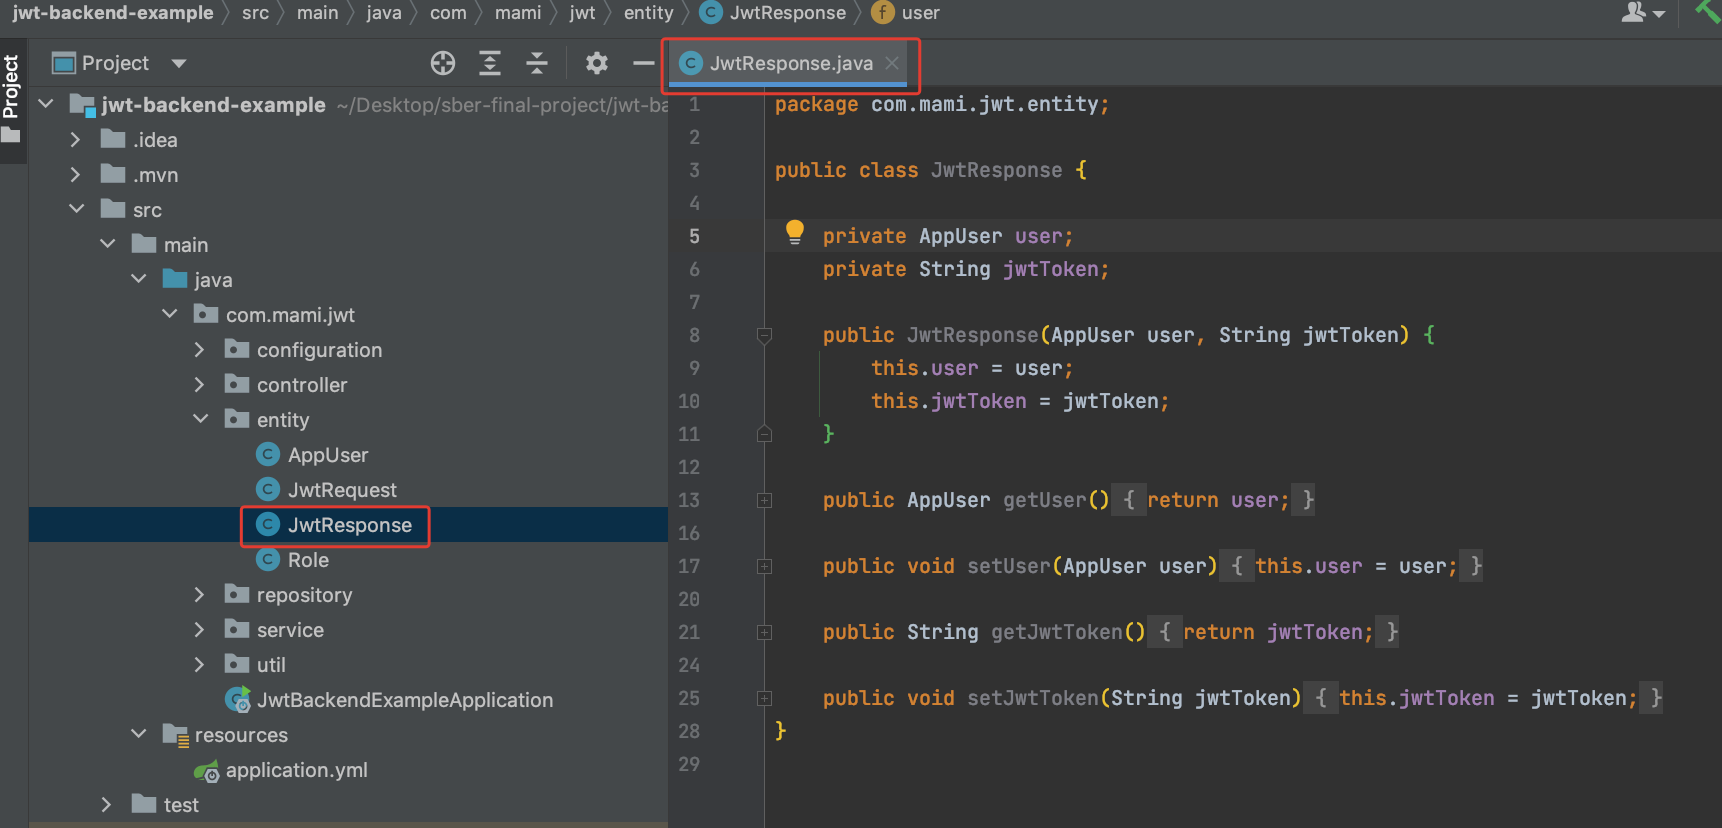 jwt-backend-example src main java com mami jwt entity JwtResponse user
Project
Project
JwtResponse.java
jwt-backend-example ~/Desktop/sber-final-project/jwt-ba
.idea
.mvn
src
main
java
com.mami.jwt
configuration
controller
entity
AppUser
JwtRequest
JwtResponse
Role
repository
service
util
JwtBackendExampleApplication
resources
application.yml
test
1 package com.mami.jwt.entity;
2
3 public class JwtResponse {
4
5 private AppUser user;
6 private String jwtToken;
7
8 public JwtResponse(AppUser user, String jwtToken) {
9 this.user = user;
10 this.jwtToken = jwtToken;
11 }
12
13 public AppUser getUser() { return user; }
16
17 public void setUser(AppUser user) { this.user = user; }
20
21 public String getJwtToken() { return jwtToken; }
24
25 public void setJwtToken(String jwtToken) { this.jwtToken = jwtToken; }
28 }
29